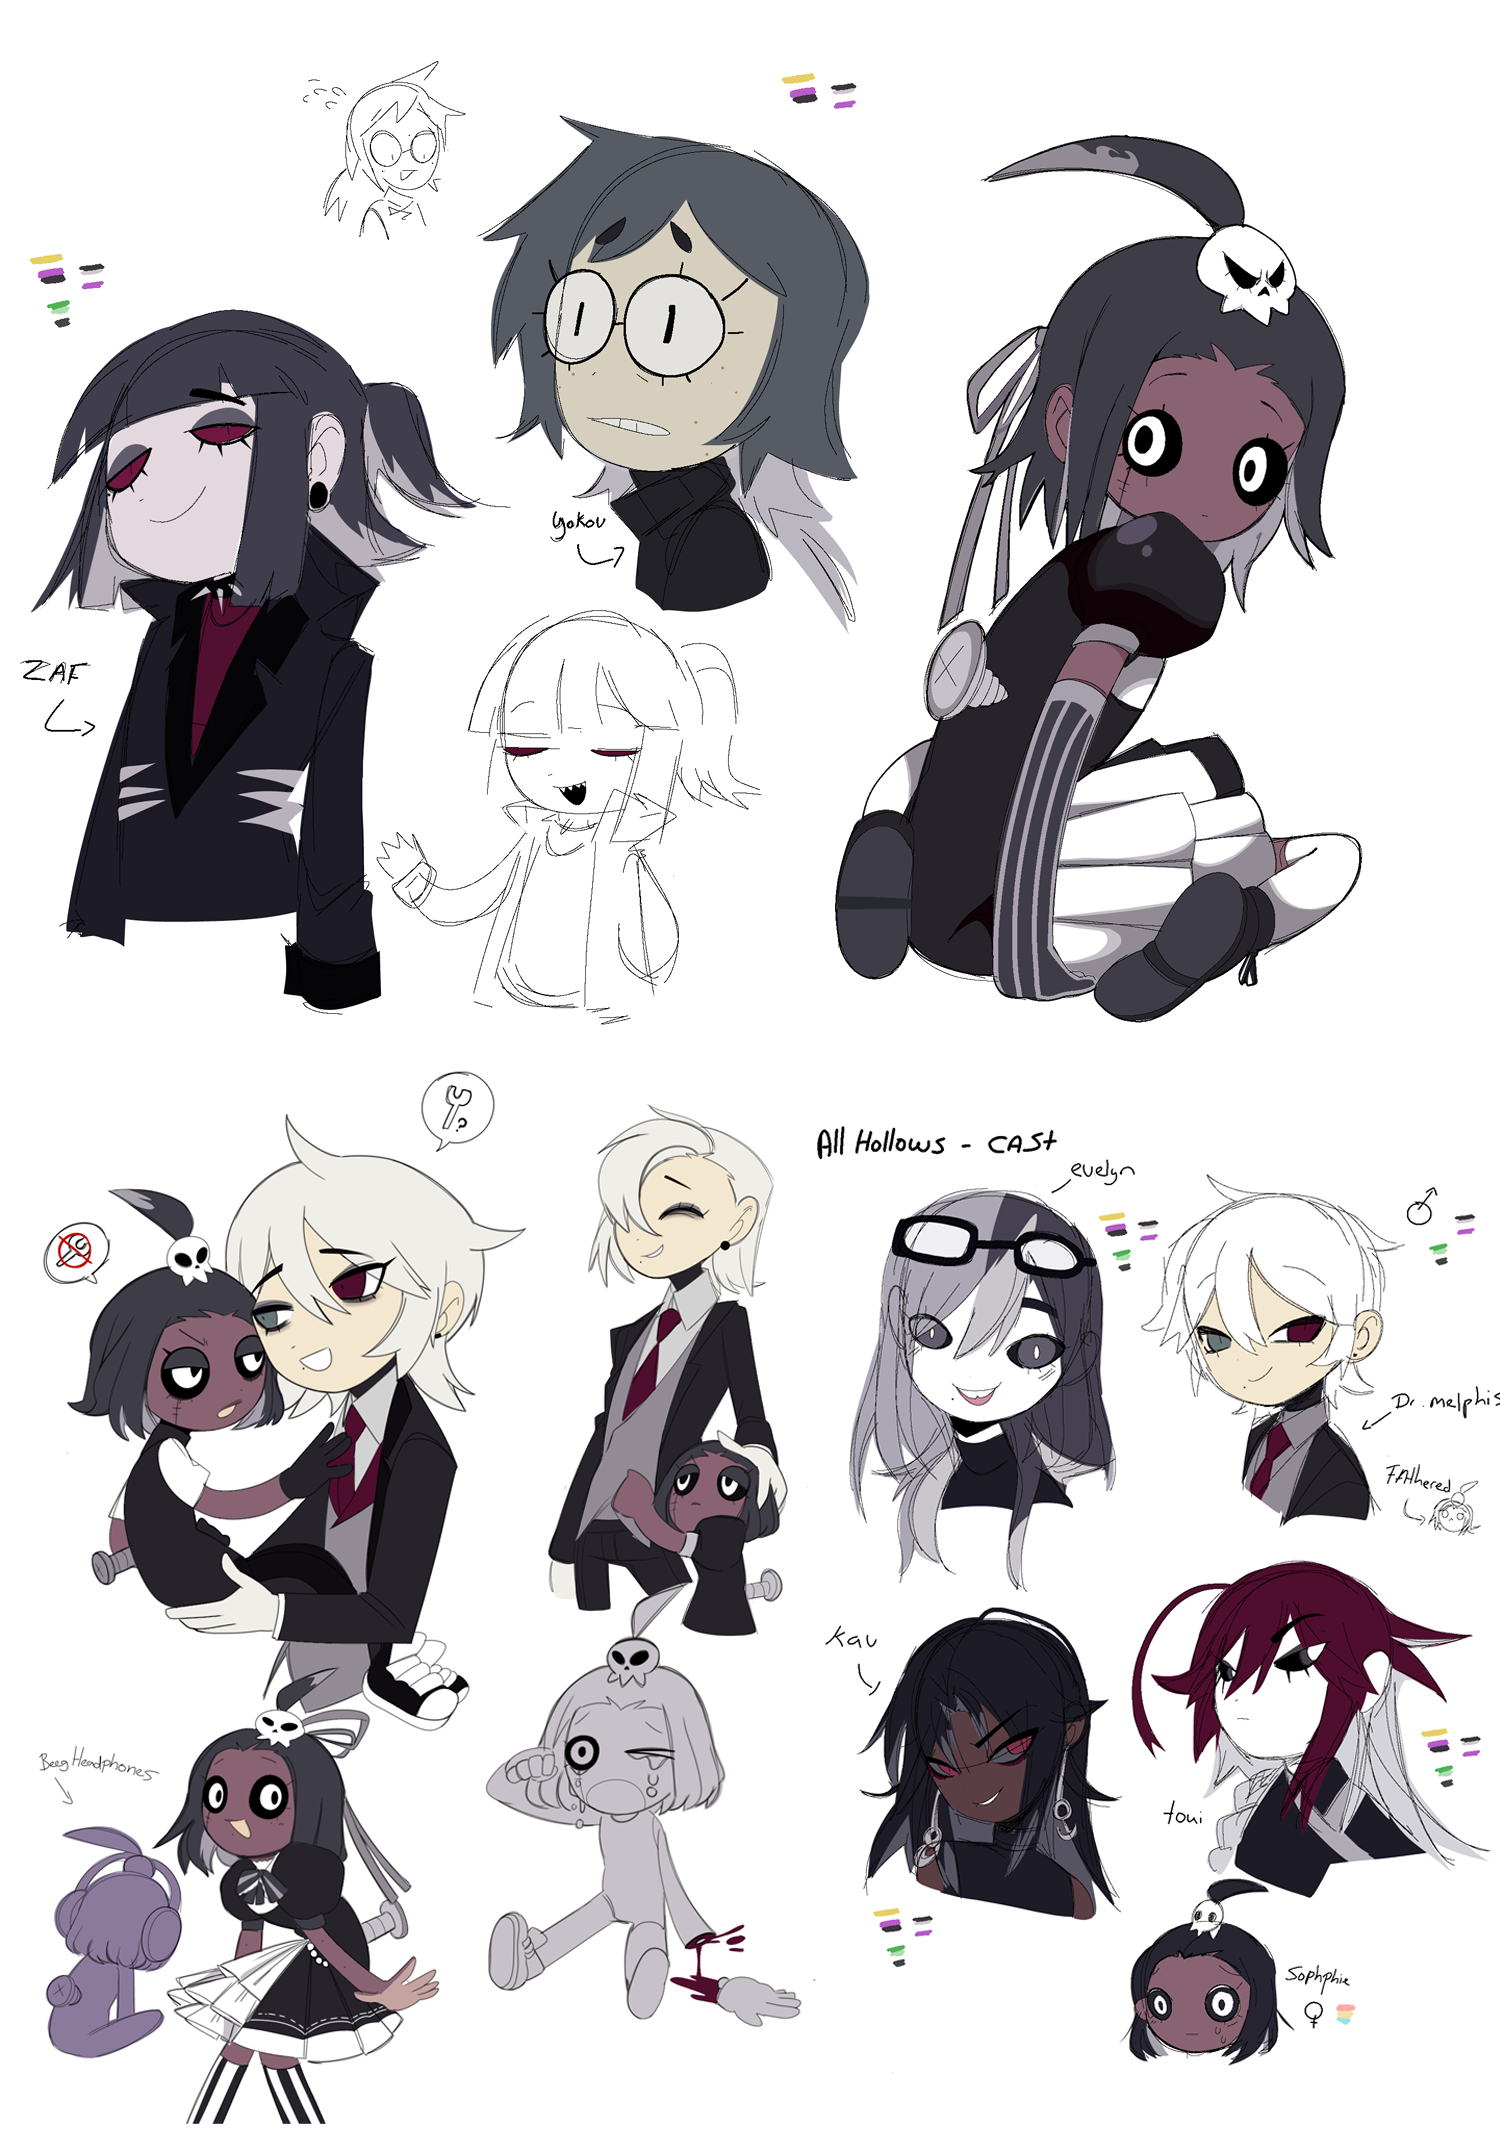 yokou
ZAF
?
All Hollows - CASt
evelyn
Dr. melphis
FAthered
kau
Beeg Headphones
toui
Sophphie